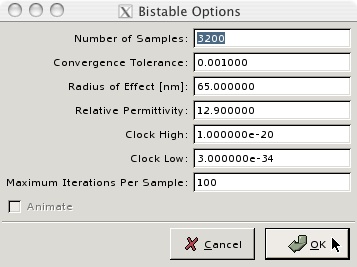 Bistable Options
Number of Samples: 3200
Convergence Tolerance: 0.001000
Radius of Effect [nm]: 65.000000
Relative Permittivity: 12.900000
Clock High: 1.000000e-20
Clock Low: 3.000000e-34
Maximum Iterations Per Sample: 100
Animate
Cancel OK